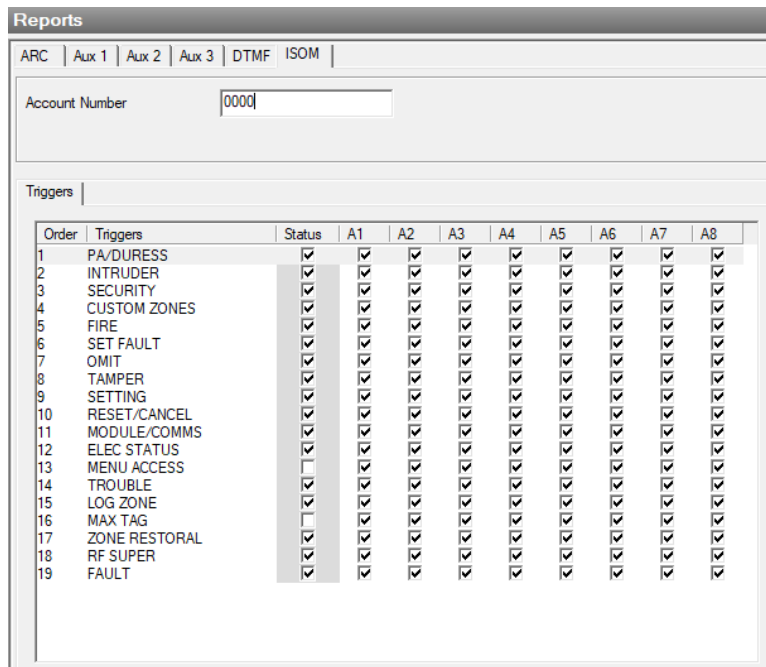 Reports
ARC Aux 1 Aux 2 Aux 3 DTMF ISOM
Account Number 0000
Triggers
Order Triggers Status A1 A2 A3 A4 A5 A6 A7 A8
1 PA/DURESS
2 INTRUDER
3 SECURITY
4 CUSTOM ZONES
5 FIRE
6 SET FAULT
7 OMIT
8 TAMPER
9 SETTING
10 RESET/CANCEL
11 MODULE/COMMS
12 ELEC STATUS
13 MENU ACCESS
14 TROUBLE
15 LOG ZONE
16 MAX TAG
17 ZONE RESTORAL
18 RF SUPER
19 FAULT